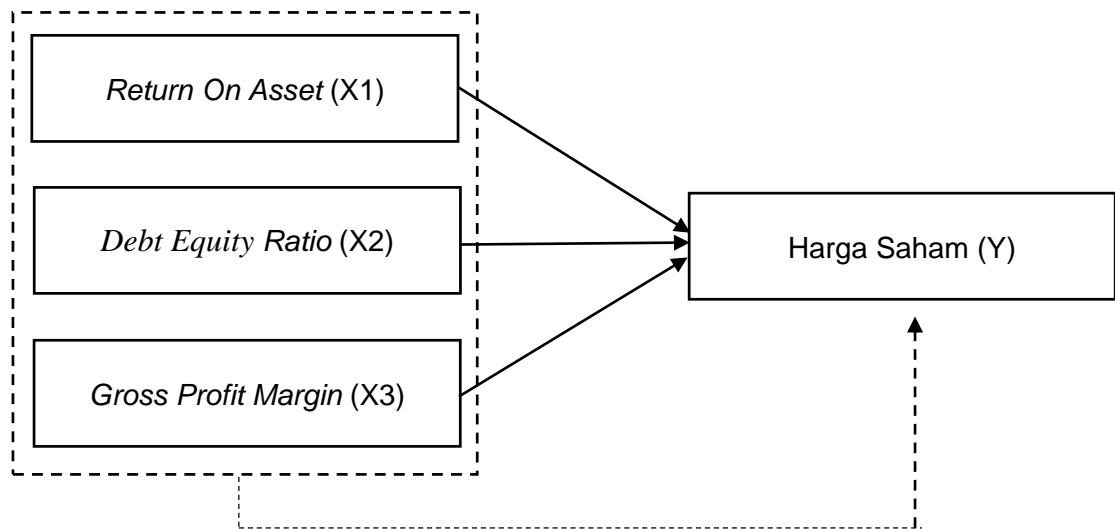 Return On Asset (X1)
Debt Equity Ratio (X2)
Harga Saham (Y)
Gross Profit Margin (X3)